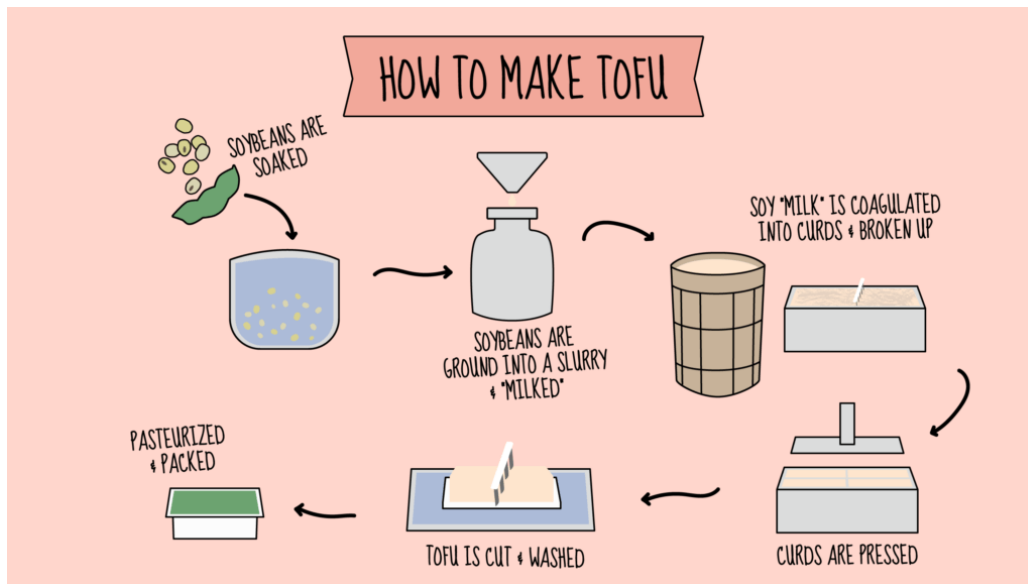 HOW TO MAKE TOFU
SOYBEANS ARE
SOAKED
SOYBEANS ARE
GROUND INTO A SLURRY
& "MILKED"
SOY "MILK" IS COAGULATED
INTO CURDS & BROKEN UP
CURDS ARE PRESSED
TOFU IS CUT & WASHED
PASTEURIZED
& PACKED